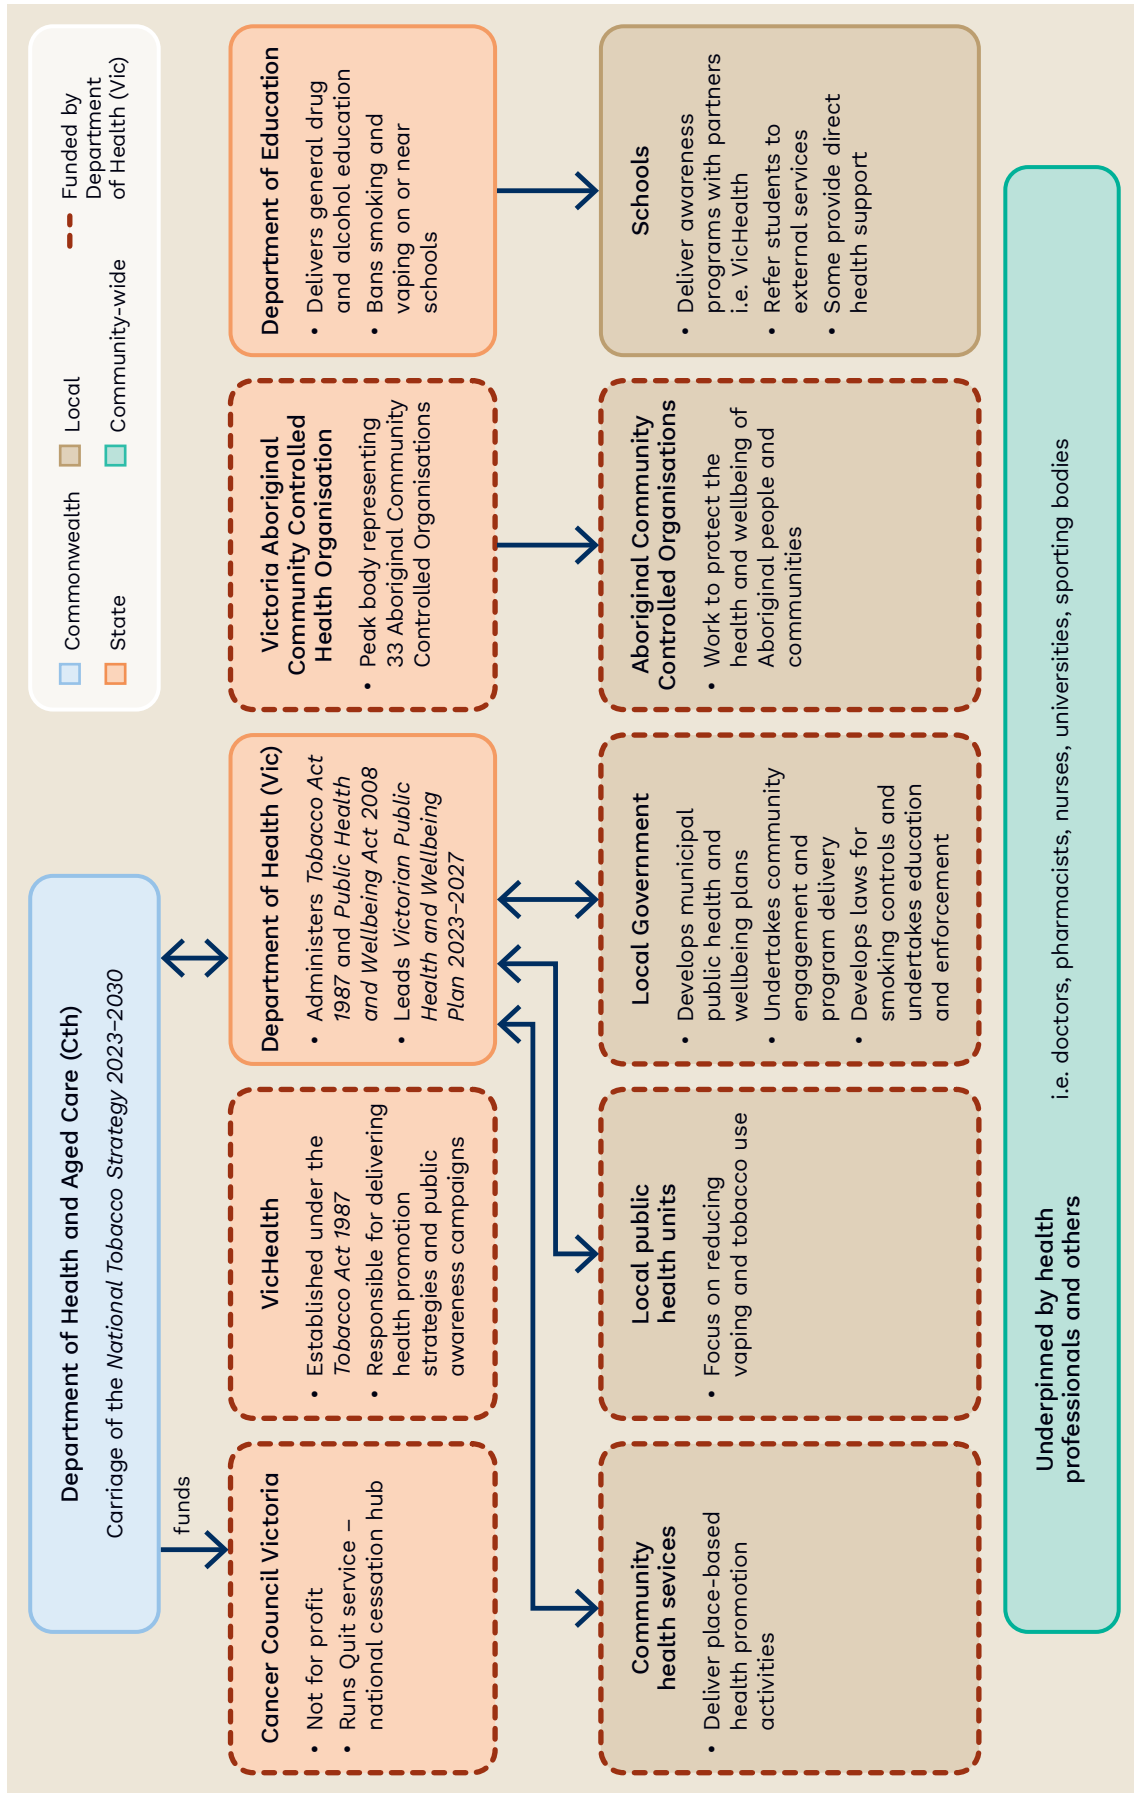 Department of Health and Aged Care (Cth)
Carriage of the National Tobacco Strategy 2023–2030
Commonwealth
Local
State
Community-wide
Funded by
Department
of Health (Vic)
funds
Cancer Council Victoria
• Not for profit
• Runs Quit service –
national cessation hub
VicHealth
• Established under the
Tobacco Act 1987
• Responsible for delivering
health promotion
strategies and public
awareness campaigns
Department of Health (Vic)
• Administers Tobacco Act
1987 and Public Health
and Wellbeing Act 2008
• Leads Victorian Public
Health and Wellbeing
Plan 2023–2027
Victoria Aboriginal
Community Controlled
Health Organisation
• Peak body representing
33 Aboriginal Community
Controlled Organisations
Department of Education
• Delivers general drug
and alcohol education
• Bans smoking and
vaping on or near
schools
Community
health sevices
• Deliver place-based
health promotion
activities
Local public
health units
• Focus on reducing
vaping and tobacco use
Local Government
• Develops municipal
public health and
wellbeing plans
• Undertakes community
engagement and
program delivery
• Develops laws for
smoking controls and
undertakes education
and enforcement
Aboriginal Community
Controlled Organisations
• Work to protect the
health and wellbeing of
Aboriginal people and
communities
Schools
• Deliver awareness
programs with partners
i.e. VicHealth
• Refer students to
external services
• Some provide direct
health support
Underpinned by health
professionals and others
i.e. doctors, pharmacists, nurses, universities, sporting bodies